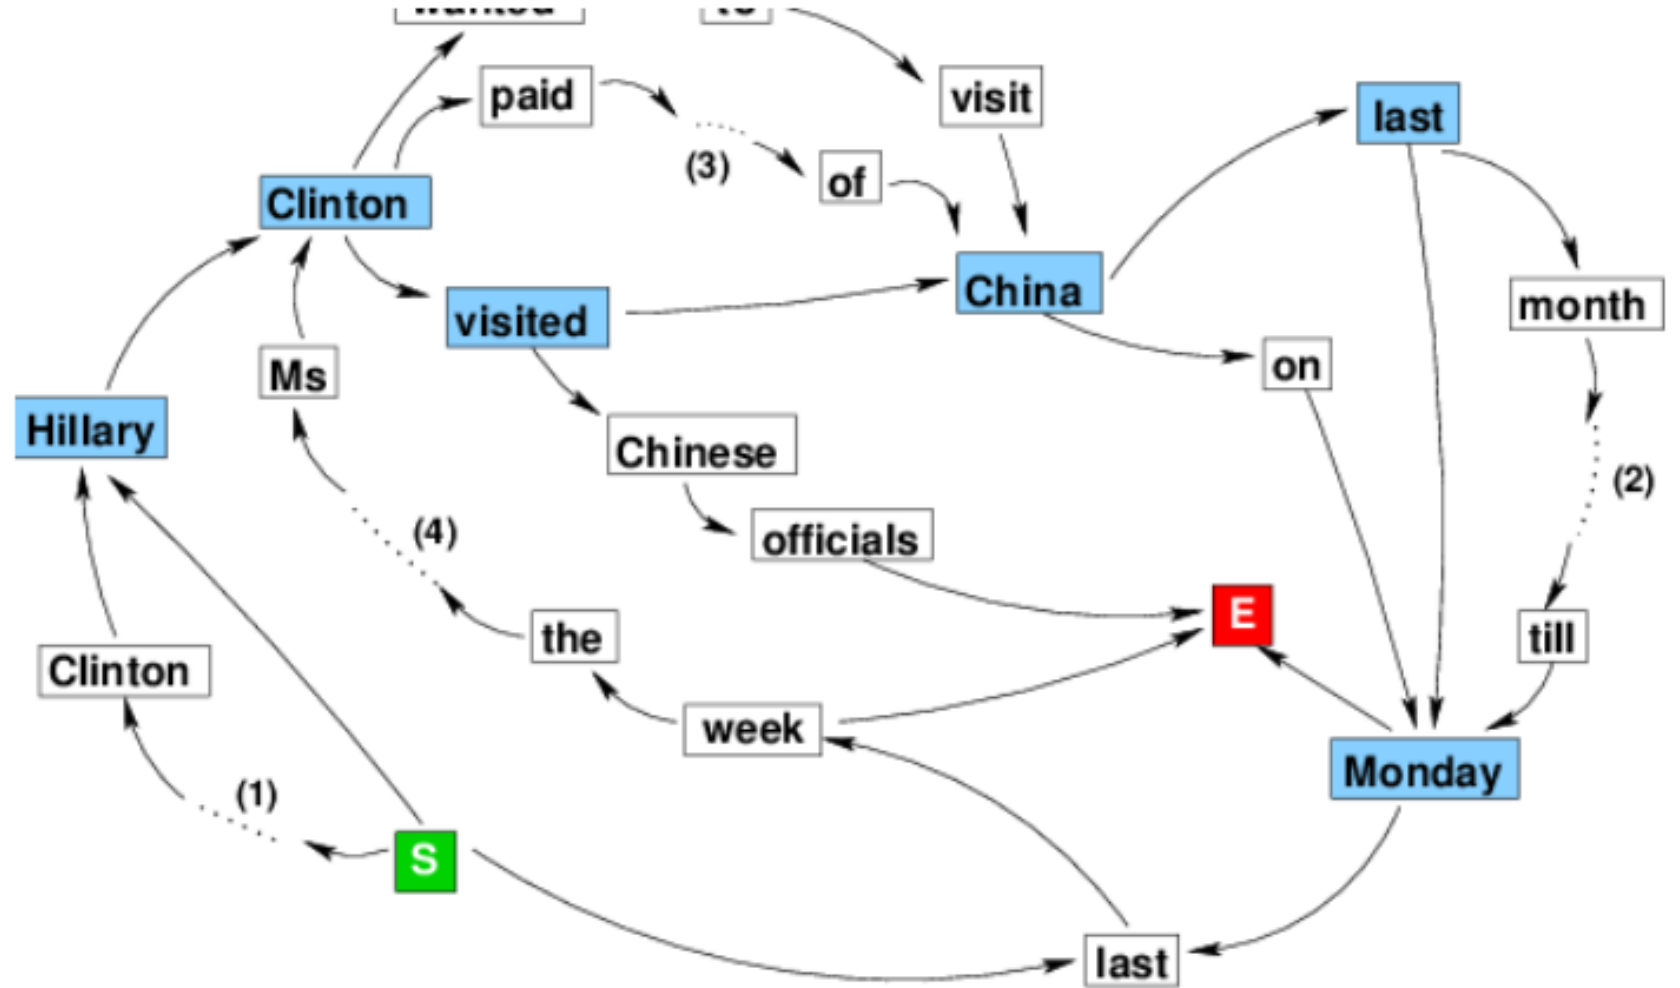 paid
visit
last
(3)
of
Clinton
China
month
visited
on
Ms
Hillary
Chinese
(2)
(4)
officials
E
till
the
Clinton
week
Monday
(1)
S
last